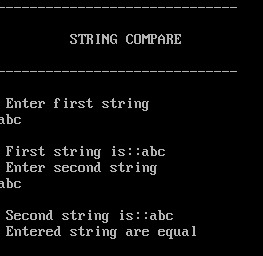 ------------------------------
STRING COMPARE
------------------------------
Enter first string
abc
First string is::abc
Enter second string
abc
Second string is::abc
Entered string are equal